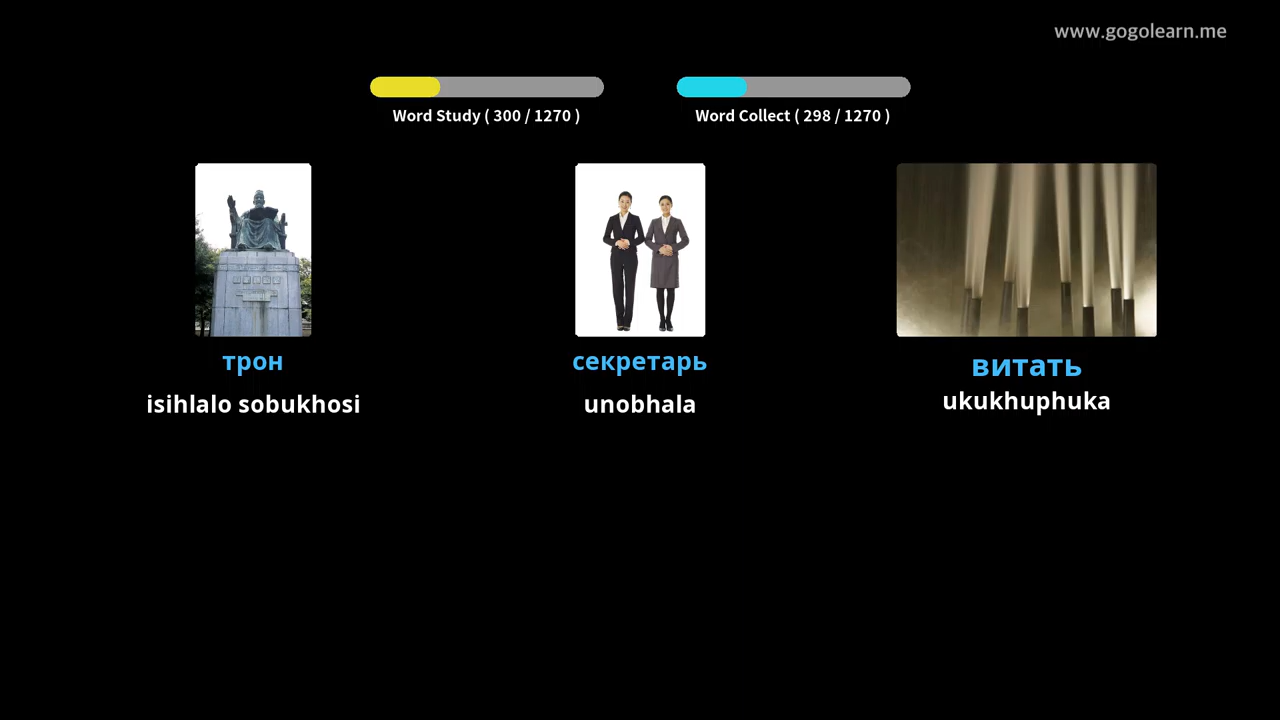 www.gogolearn.me
Word Study ( 300 / 1270 )
Word Collect ( 298 / 1270 )
трон
секретарь
витать
isihlalo sobukhosi
unobhala
ukukhuphuka